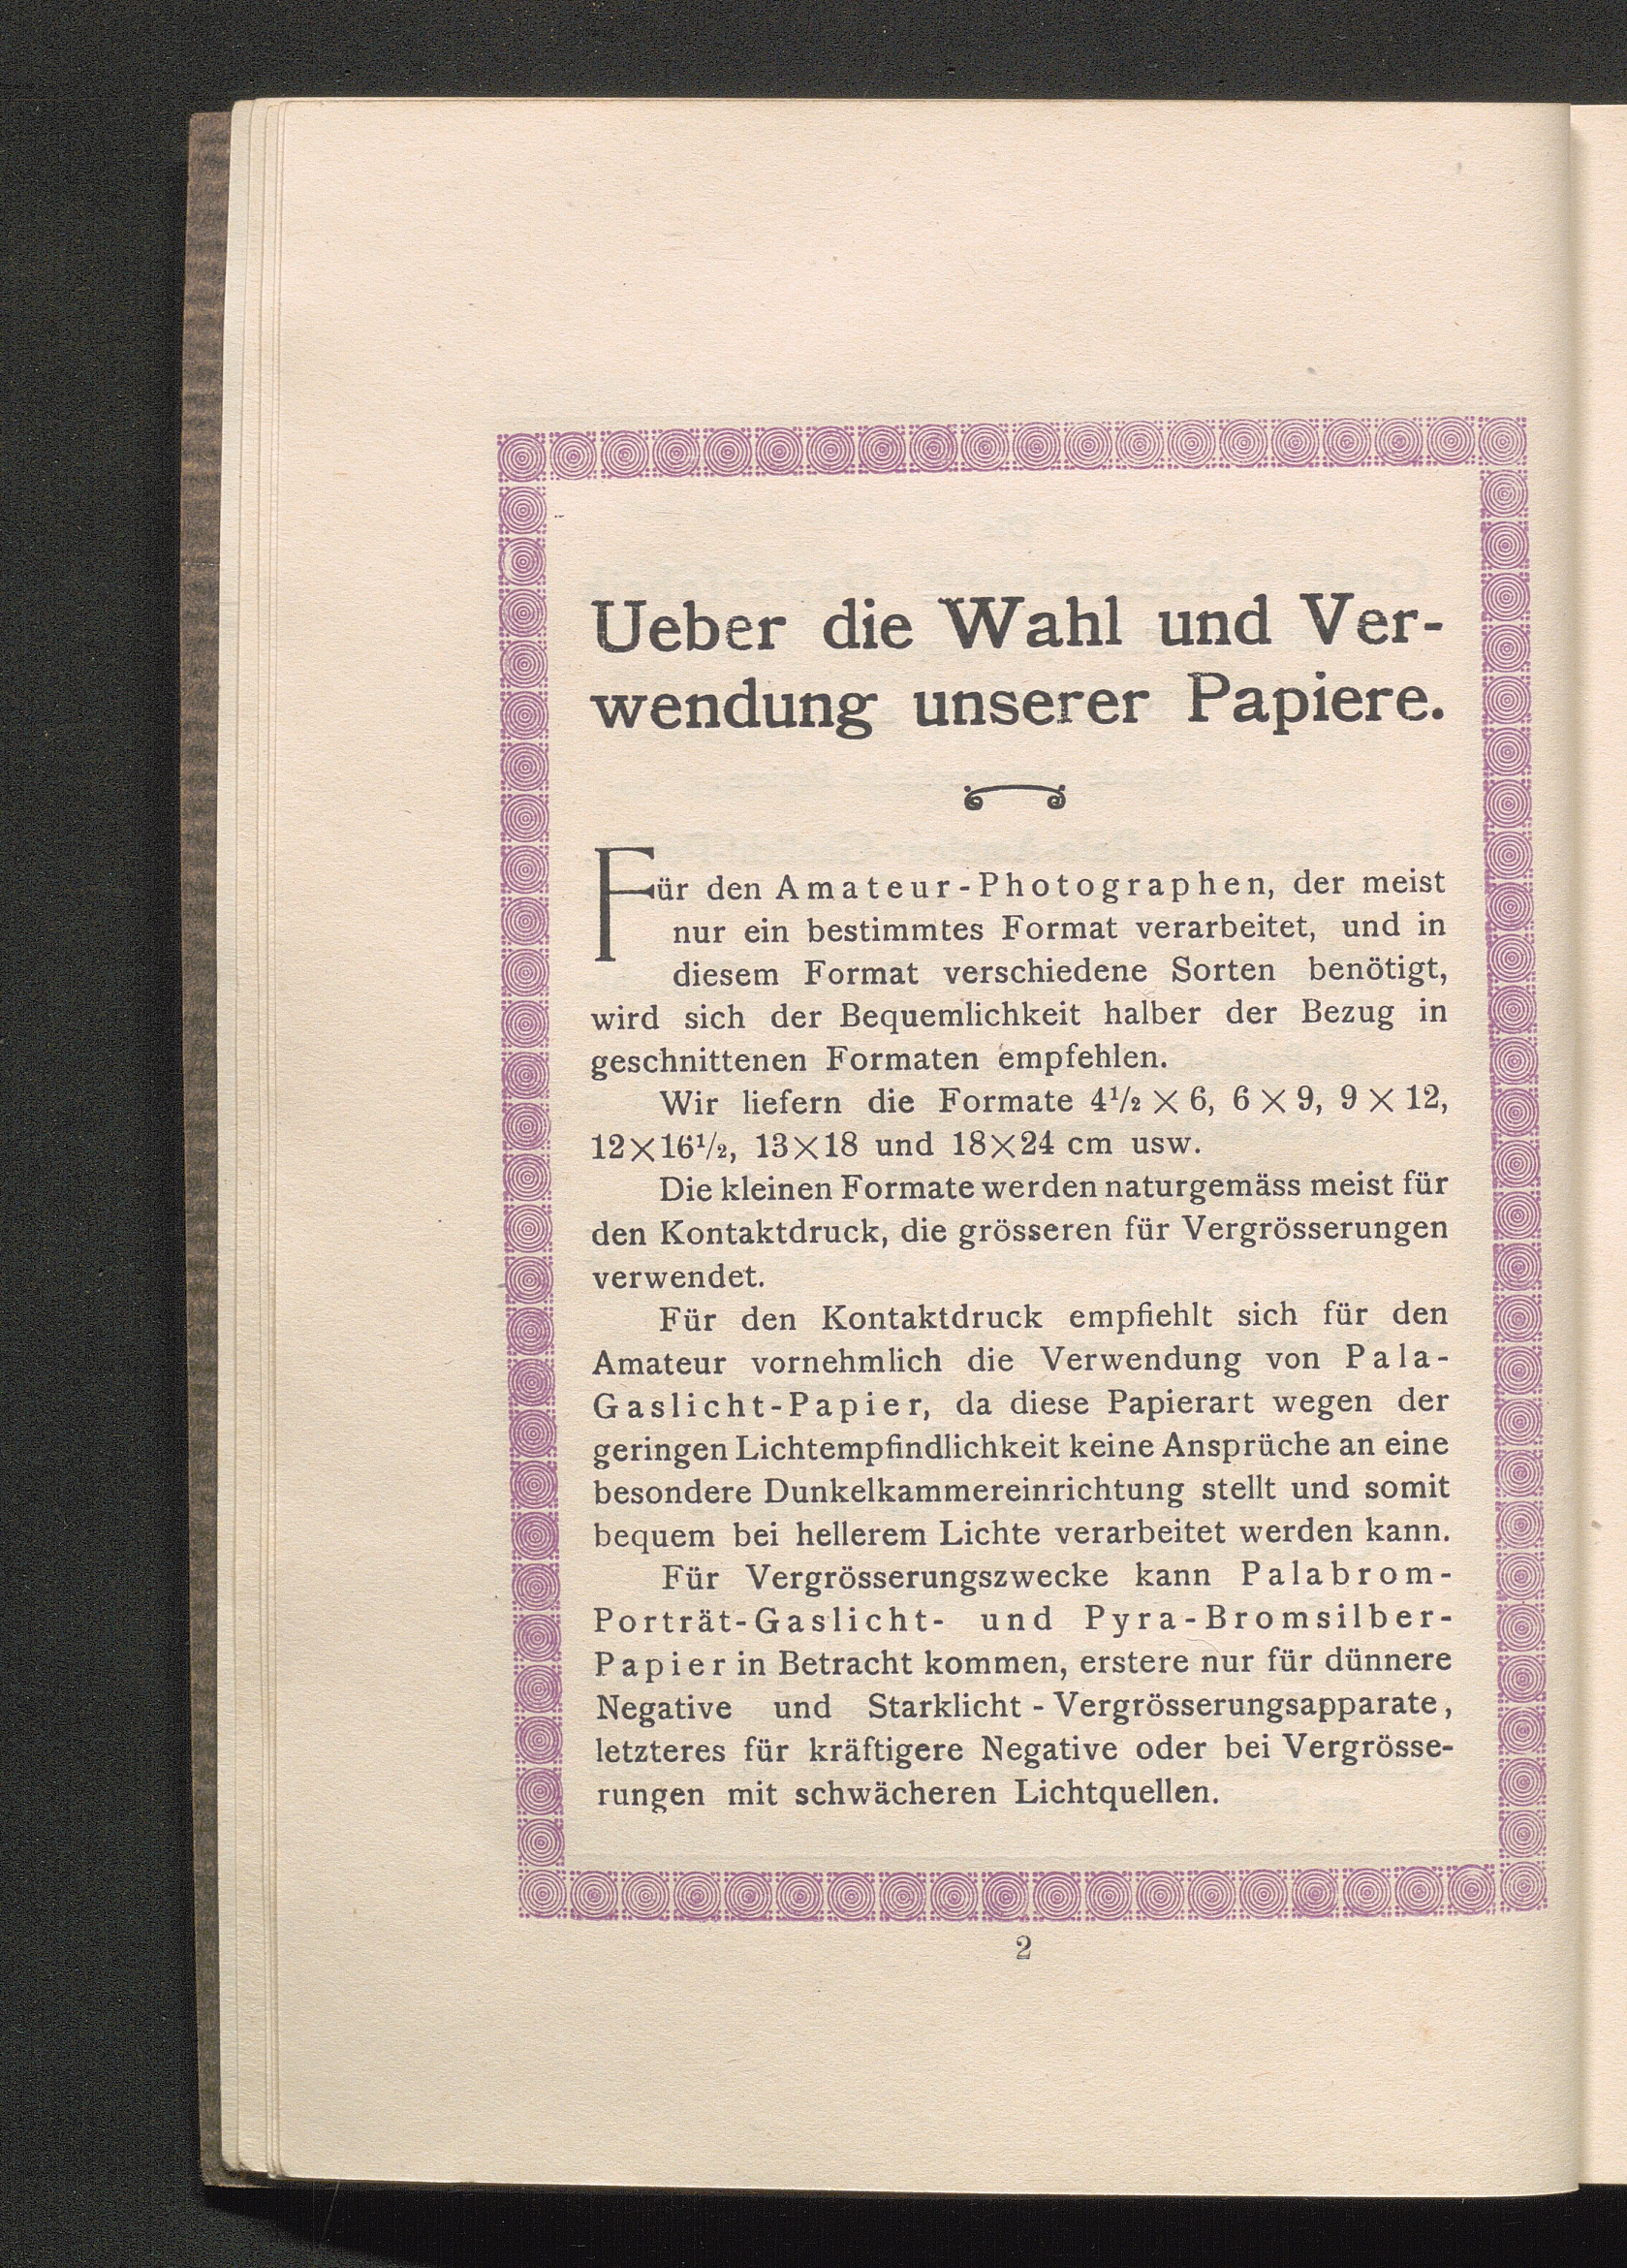 Ueber die Wahl und Ver-
wendung unserer Papiere.
Für den Amateur-Photographen, der meist
nur ein bestimmtes Format verarbeitet, und in
diesem Format verschiedene Sorten benötigt,
wird sich der Bequemlichkeit halber der Bezug in
geschnittenen Formaten empfehlen.
Wir liefern die Formate 4¹/₂ × 6, 6 × 9, 9 × 12,
12×16¹/₂, 13×18 und 18×24 cm usw.
Die kleinen Formate werden naturgemäss meist für
den Kontaktdruck, die grösseren für Vergrösserungen
verwendet.
Für den Kontaktdruck empfiehlt sich für den
Amateur vornehmlich die Verwendung von Pala-
Gaslicht-Papier, da diese Papierart wegen der
geringen Lichtempfindlichkeit keine Ansprüche an eine
besondere Dunkelkammereinrichtung stellt und somit
bequem bei hellerem Lichte verarbeitet werden kann.
Für Vergrösserungszwecke kann Palabrom-
Porträt-Gaslicht- und Pyra-Bromsilber-
Papier in Betracht kommen, erstere nur für dünnere
Negative und Starklicht - Vergrösserungsapparate,
letzteres für kräftigere Negative oder bei Vergrösse-
rungen mit schwächeren Lichtquellen.
2